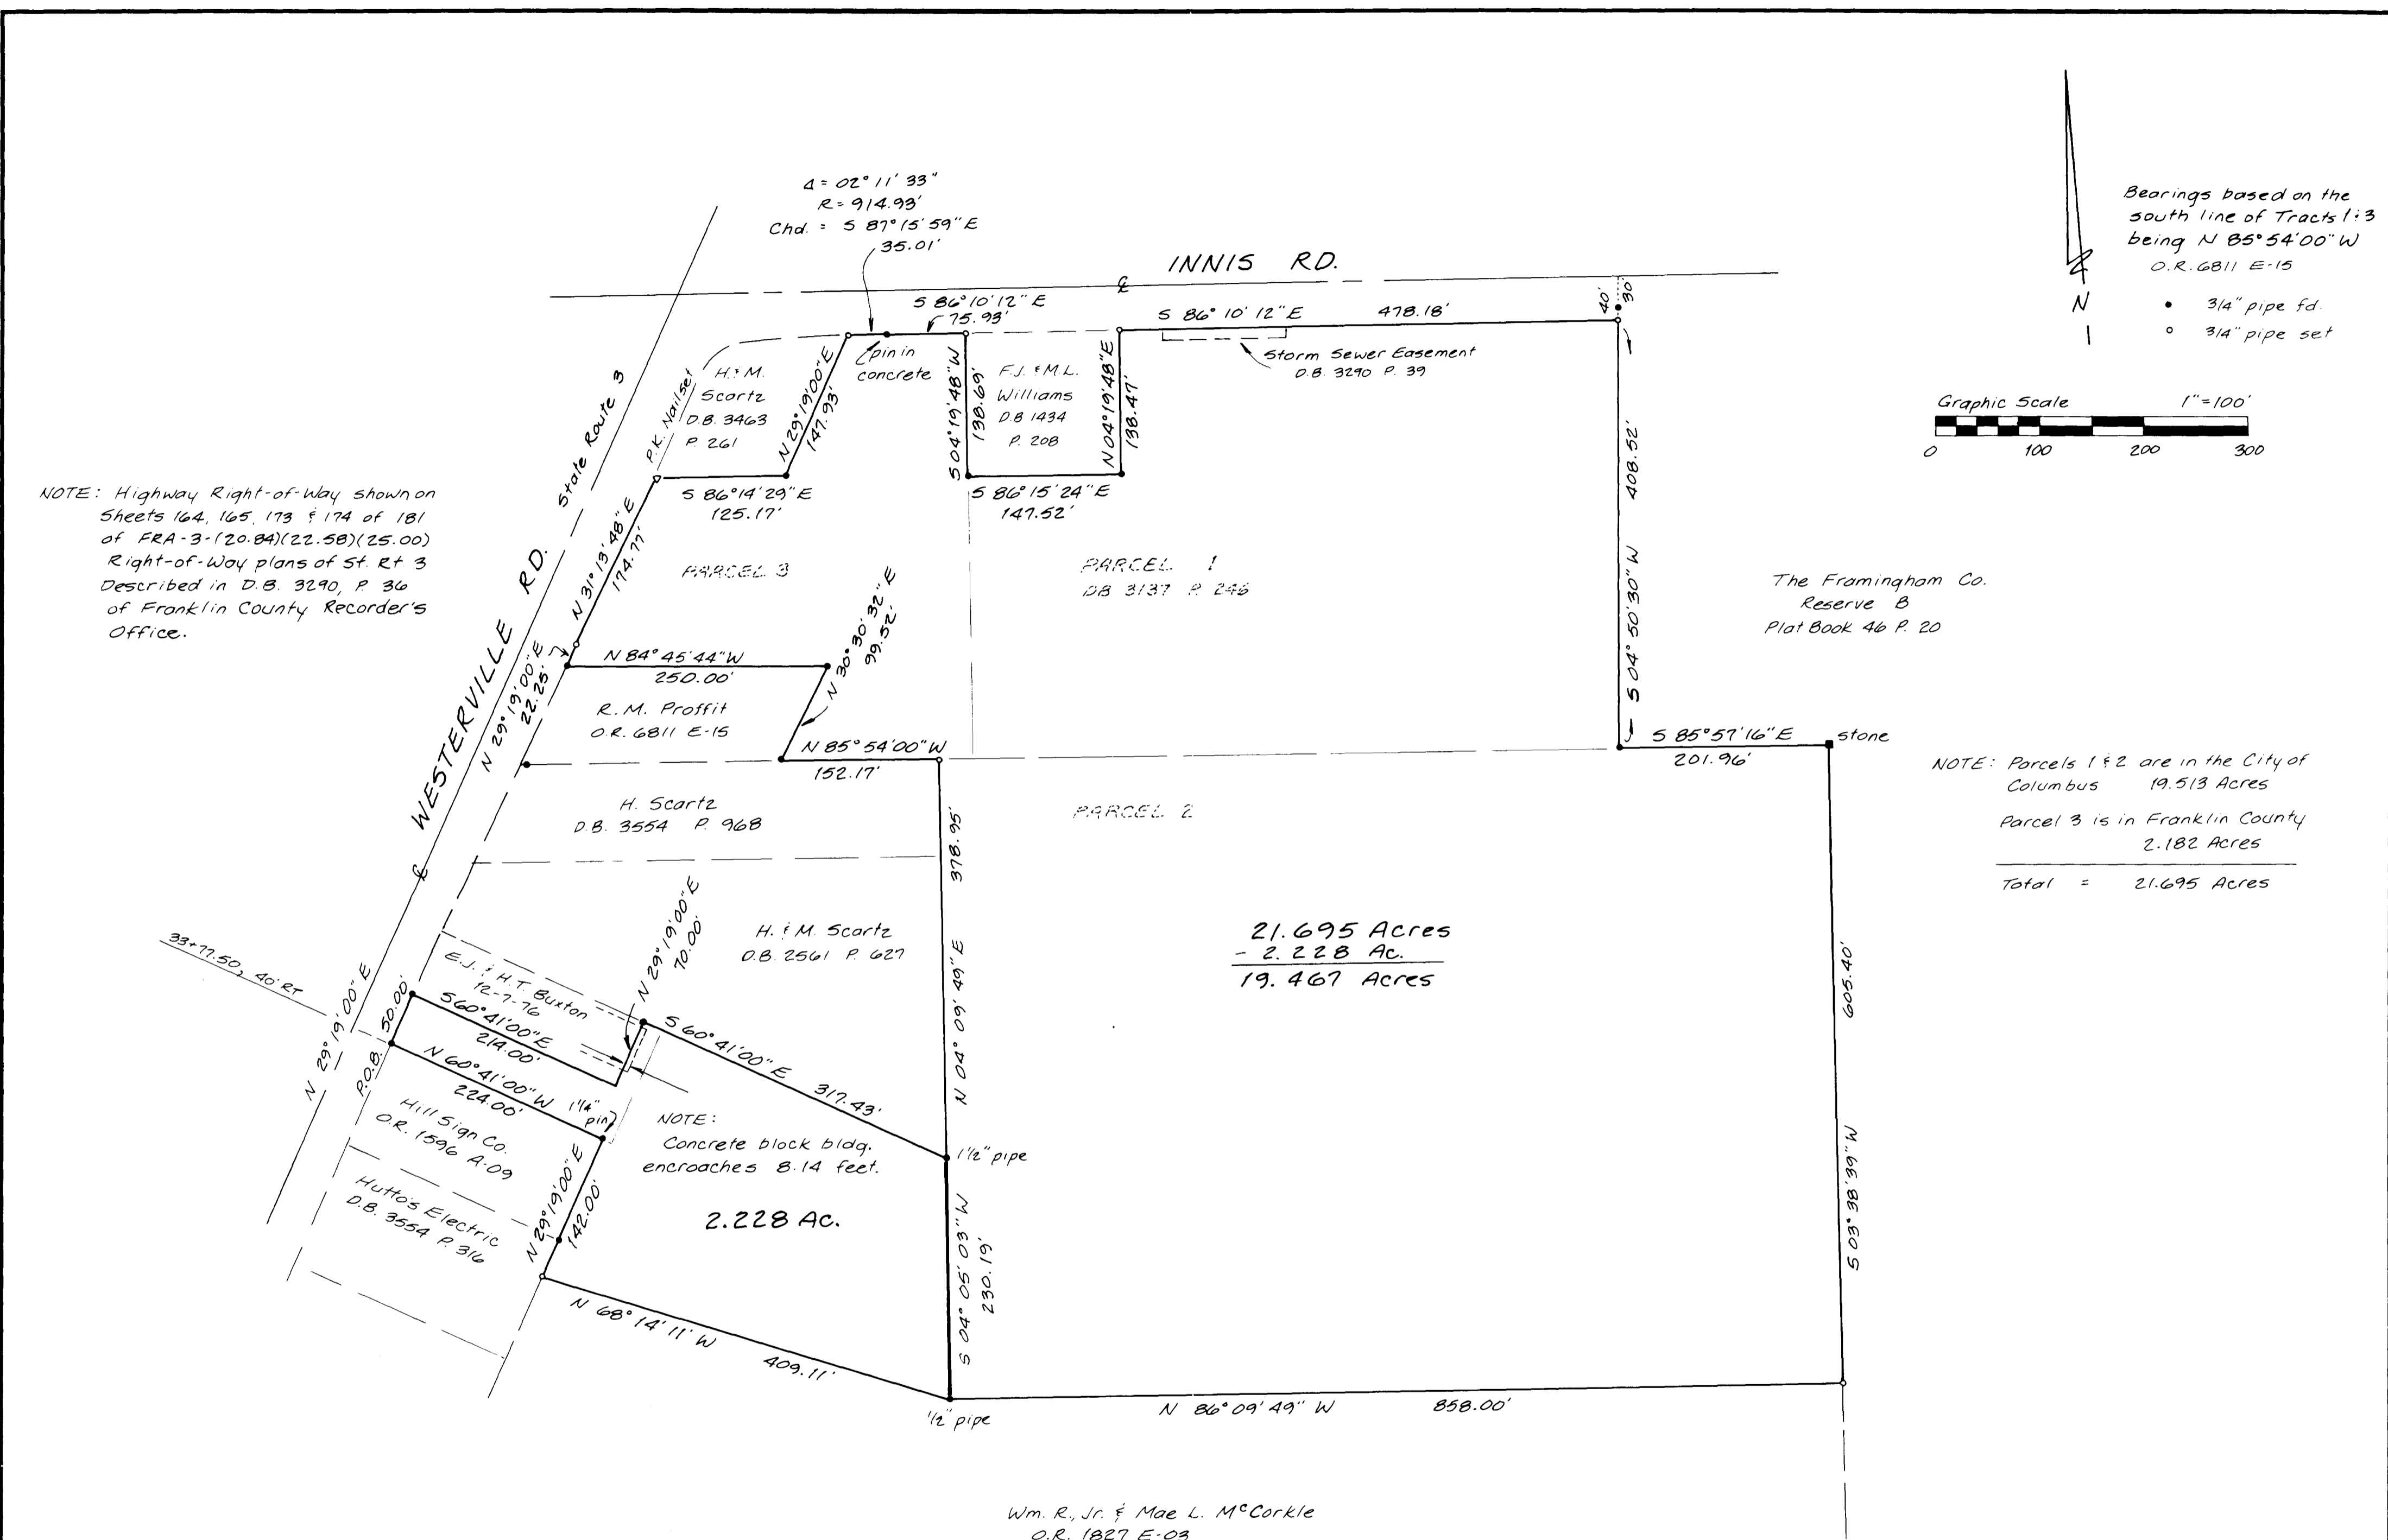 Δ = 02° 11' 33"
R = 914.93'
Chd. = S 87° 15' 59" E
35.01'
INNIS RD.
℄
S 86° 10' 12" E
75.93'
S 86° 10' 12" E 478.18'
40'
30'
Storm Sewer Easement
D.B. 3290 P. 39
Bearings based on the
south line of Tracts 1 & 3
being N 85° 54' 00" W
O.R. 6811 E-15
N
• 3/4" pipe fd.
○ 3/4" pipe set
Graphic Scale 1"=100'
0 100 200 300
State Route 3
WESTERVILLE RD.
℄
P.K. Nail set
H. & M.
Scartz
D.B. 3463
P. 261
N 29° 19' 00" E
147.93'
pin in
concrete
S 04° 19' 48" W
138.69'
F.J. & M.L.
Williams
D.B. 1434
P. 208
N 04° 19' 48" E
138.47'
S 86° 14' 29" E
125.17'
S 86° 15' 24" E
147.52'
NOTE: Highway Right-of-Way shown on
Sheets 164, 165, 173 & 174 of 181
of FRA-3-(20.84)(22.58)(25.00)
Right-of-Way plans of St. Rt 3
Described in D.B. 3290, P. 36
of Franklin County Recorder's
Office.
N 31° 13' 48" E
174.77'
PARCEL 3
PARCEL 1
DB 3137 P. 246
408.52'
S 04° 50' 30" W
The Framingham Co.
Reserve B
Plat Book 46 P. 20
N 29° 19' 00" E
22.25'
N 84° 45' 44" W
250.00'
N 30° 30' 32" E
99.52'
R. M. Proffit
O.R. 6811 E-15
N 85° 54' 00" W
152.17'
S 85° 57' 16" E
201.96'
stone
NOTE: Parcels 1 & 2 are in the City of
Columbus 19.513 Acres
Parcel 3 is in Franklin County
2.182 Acres
Total = 21.695 Acres
H. Scartz
D.B. 3554 P. 968
PARCEL 2
378.95'
N 04° 09' 49" E
H. & M. Scartz
D.B. 2561 P. 627
N 29° 19' 00" E
70.00'
21.695 Acres
- 2.228 Ac.
19.467 Acres
605.40'
S 03° 38' 39" W
33+77.50, 40' RT
N 29° 19' 00" E
50.00'
P.O.B.
E.J. & H.T. Buxton
12-7-76
S 60° 41' 00" E
214.00'
S 60° 41' 00" E 317.43'
N 60° 41' 00" W
224.00'
1 1/4"
pin
Hill Sign Co.
O.R. 1596 A-09
NOTE:
Concrete block bldg.
encroaches 8.14 feet.
1 1/2" pipe
Hutto's Electric
D.B. 3554 P. 316
N 29° 19' 00" E
142.00'
2.228 AC.
S 04° 05' 03" W
230.19'
N 68° 14' 11" W 409.11'
1/2" pipe
N 86° 09' 49" W 858.00'
Wm. R., Jr. & Mae L. McCorkle
O.R. 1827 E-03